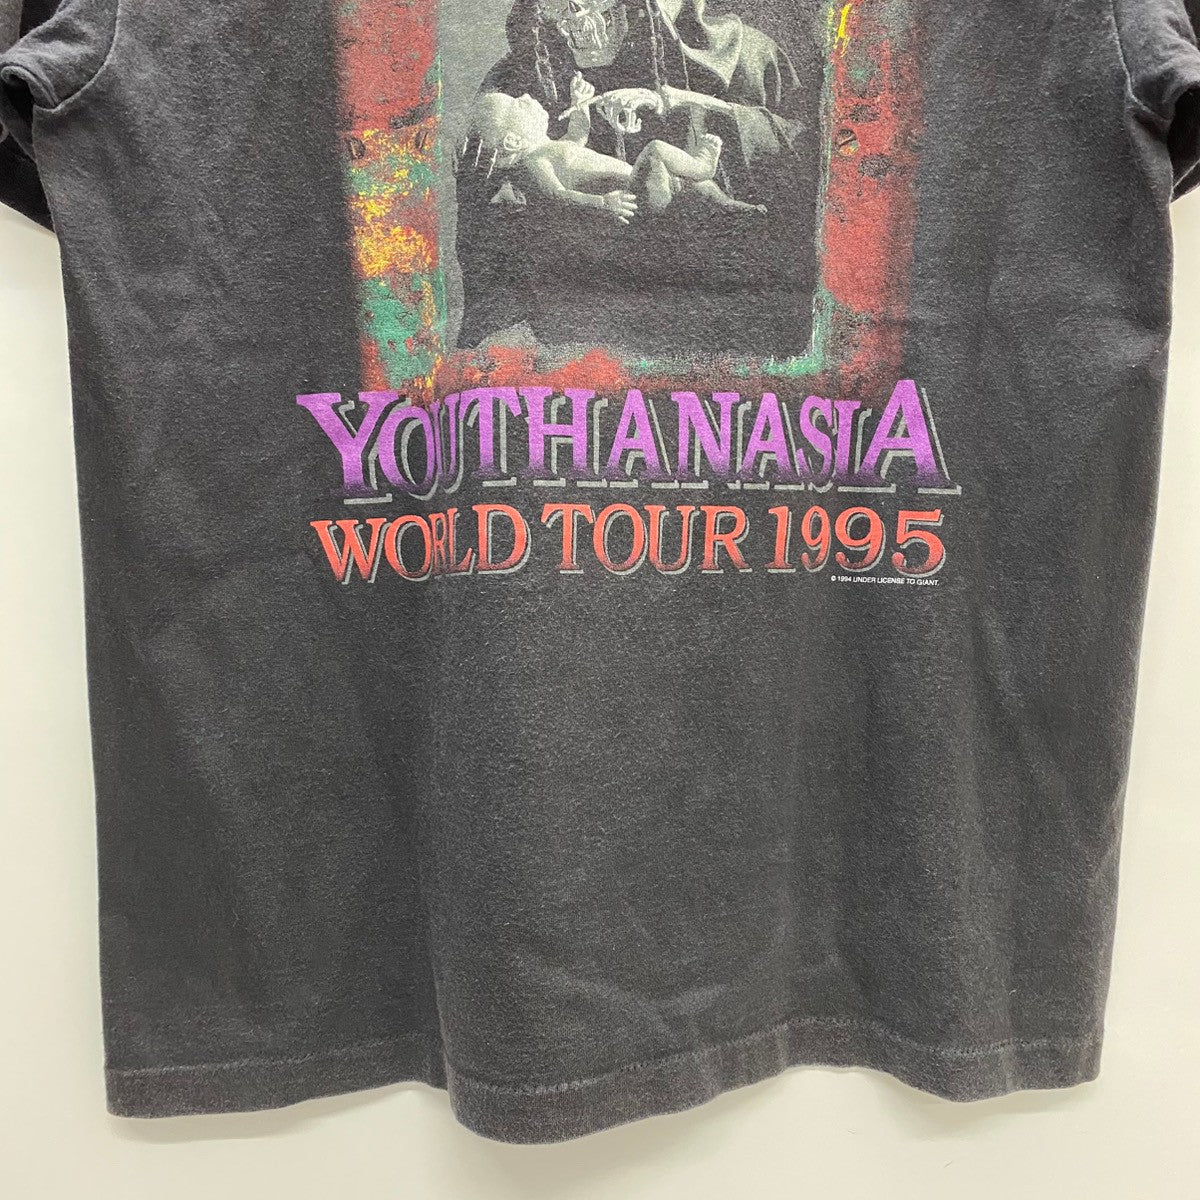 YOUTHANASIA
WORLD TOUR 1995
© 1994 UNDER LICENSE TO GIANT.